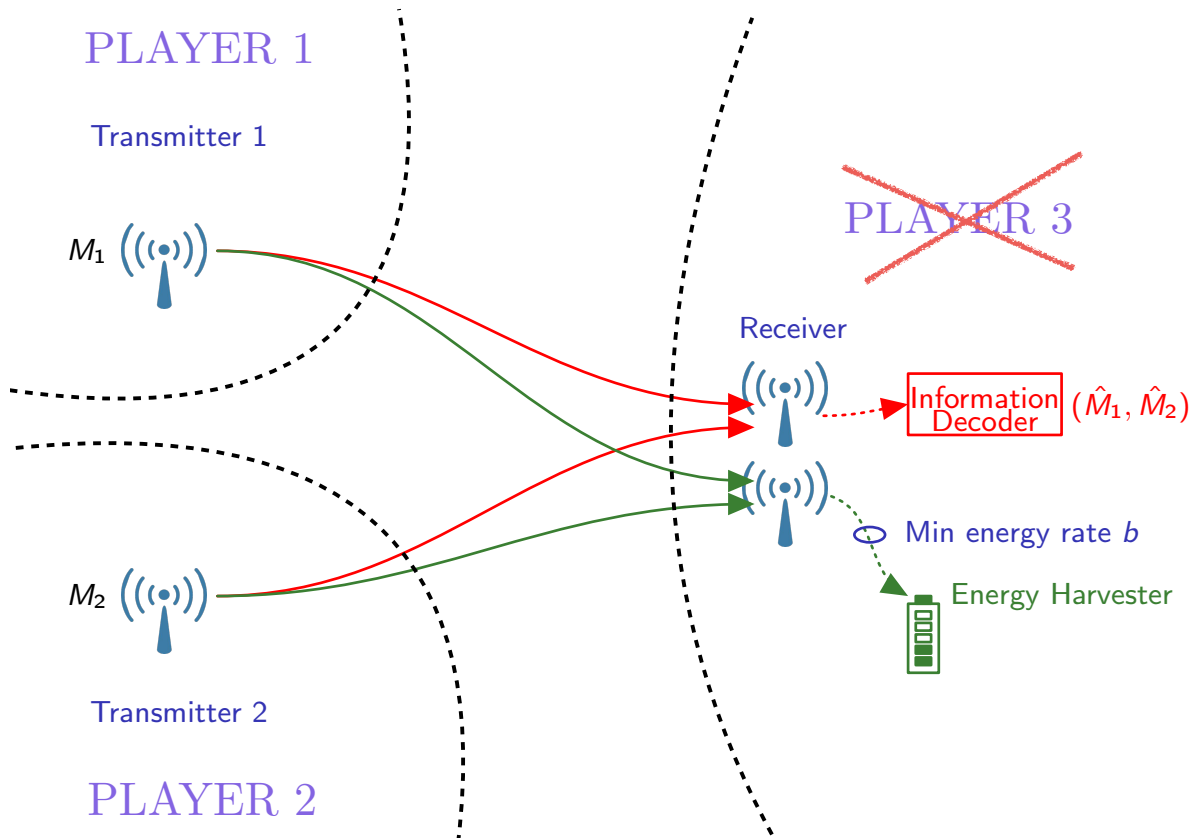 PLAYER 1
Transmitter 1
M₁
PLAYER 3
Receiver
Information
Decoder
(M̂₁, M̂₂)
Min energy rate b
Energy Harvester
M₂
Transmitter 2
PLAYER 2